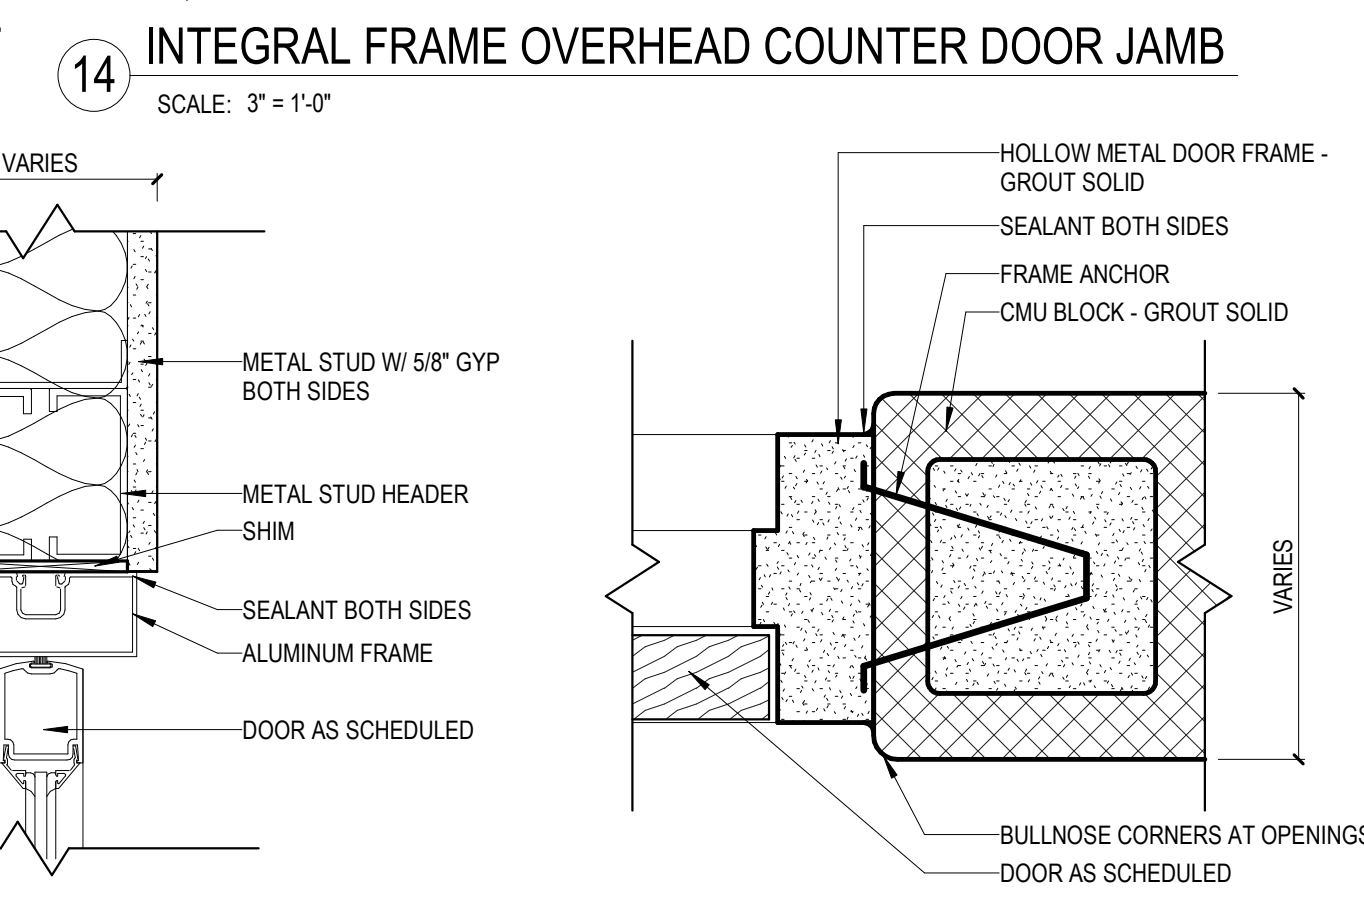 INTEGRAL FRAME OVERHEAD COUNTER DOOR JAMB
14
SCALE: 3" = 1'-0"
VARIES
METAL STUD W/ 5/8" GYP
BOTH SIDES
METAL STUD HEADER
SHIM
SEALANT BOTH SIDES
ALUMINUM FRAME
DOOR AS SCHEDULED
HOLLOW METAL DOOR FRAME -
GROUT SOLID
SEALANT BOTH SIDES
FRAME ANCHOR
CMU BLOCK - GROUT SOLID
VARIES
BULLNOSE CORNERS AT OPENINGS
DOOR AS SCHEDULED